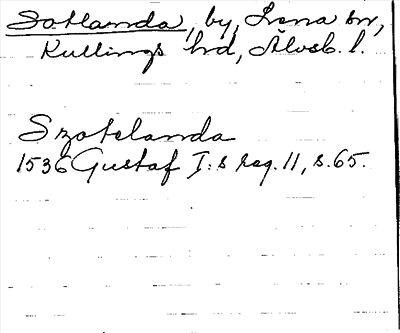 Sotlanda, by, Lena sn,
Kullings hd, Älvsb. l.
Szotelanda
1536 Gustaf I:s reg. 11, s. 65.